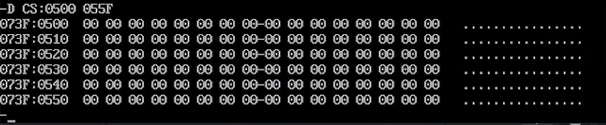 -D CS:0500 055F
073F:0500  00 00 00 00 00 00 00 00-00 00 00 00 00 00 00 00   ................
073F:0510  00 00 00 00 00 00 00 00-00 00 00 00 00 00 00 00   ................
073F:0520  00 00 00 00 00 00 00 00-00 00 00 00 00 00 00 00   ................
073F:0530  00 00 00 00 00 00 00 00-00 00 00 00 00 00 00 00   ................
073F:0540  00 00 00 00 00 00 00 00-00 00 00 00 00 00 00 00   ................
073F:0550  00 00 00 00 00 00 00 00-00 00 00 00 00 00 00 00   ................
-_